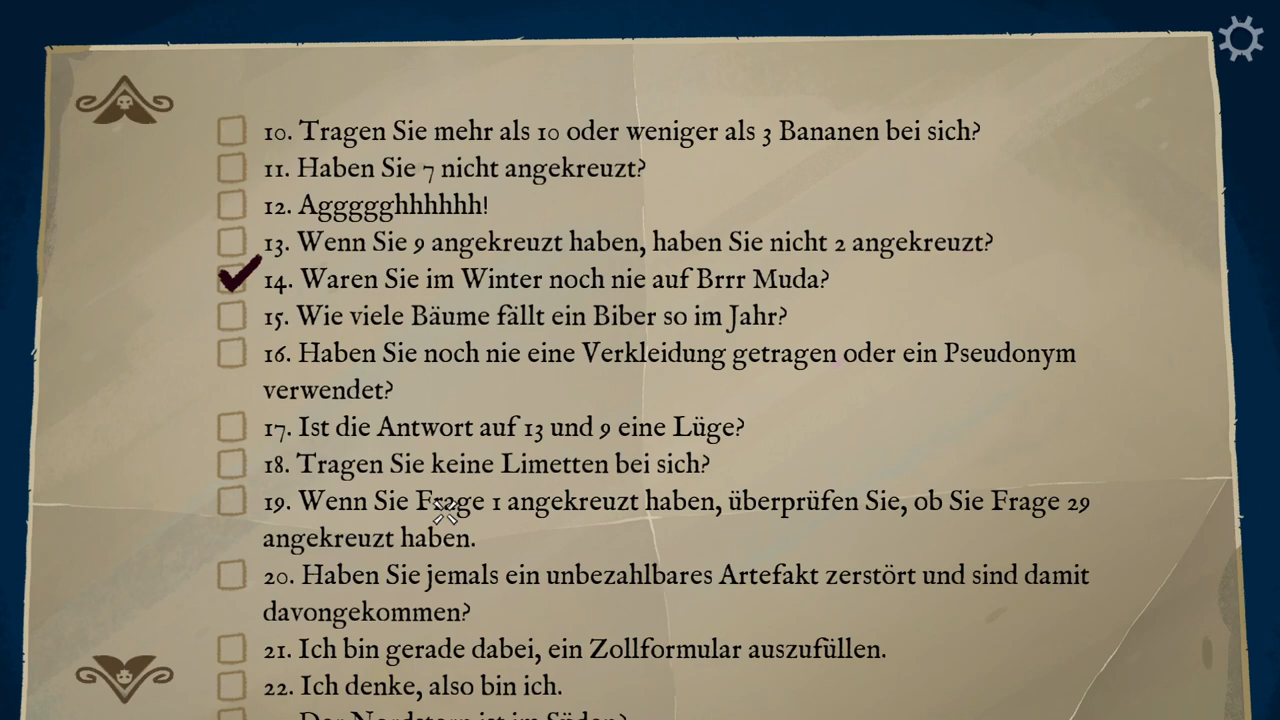 10. Tragen Sie mehr als 10 oder weniger als 3 Bananen bei sich?
11. Haben Sie 7 nicht angekreuzt?
12. Aggggghhhhhh!
13. Wenn Sie 9 angekreuzt haben, haben Sie nicht 2 angekreuzt?
14. Waren Sie im Winter noch nie auf Brrr Muda?
15. Wie viele Bäume fällt ein Biber so im Jahr?
16. Haben Sie noch nie eine Verkleidung getragen oder ein Pseudonym
verwendet?
17. Ist die Antwort auf 13 und 9 eine Lüge?
18. Tragen Sie keine Limetten bei sich?
19. Wenn Sie Frage 1 angekreuzt haben, überprüfen Sie, ob Sie Frage 29
angekreuzt haben.
20. Haben Sie jemals ein unbezahlbares Artefakt zerstört und sind damit
davongekommen?
21. Ich bin gerade dabei, ein Zollformular auszufüllen.
22. Ich denke, also bin ich.
Der Nordstern ist im Süden?